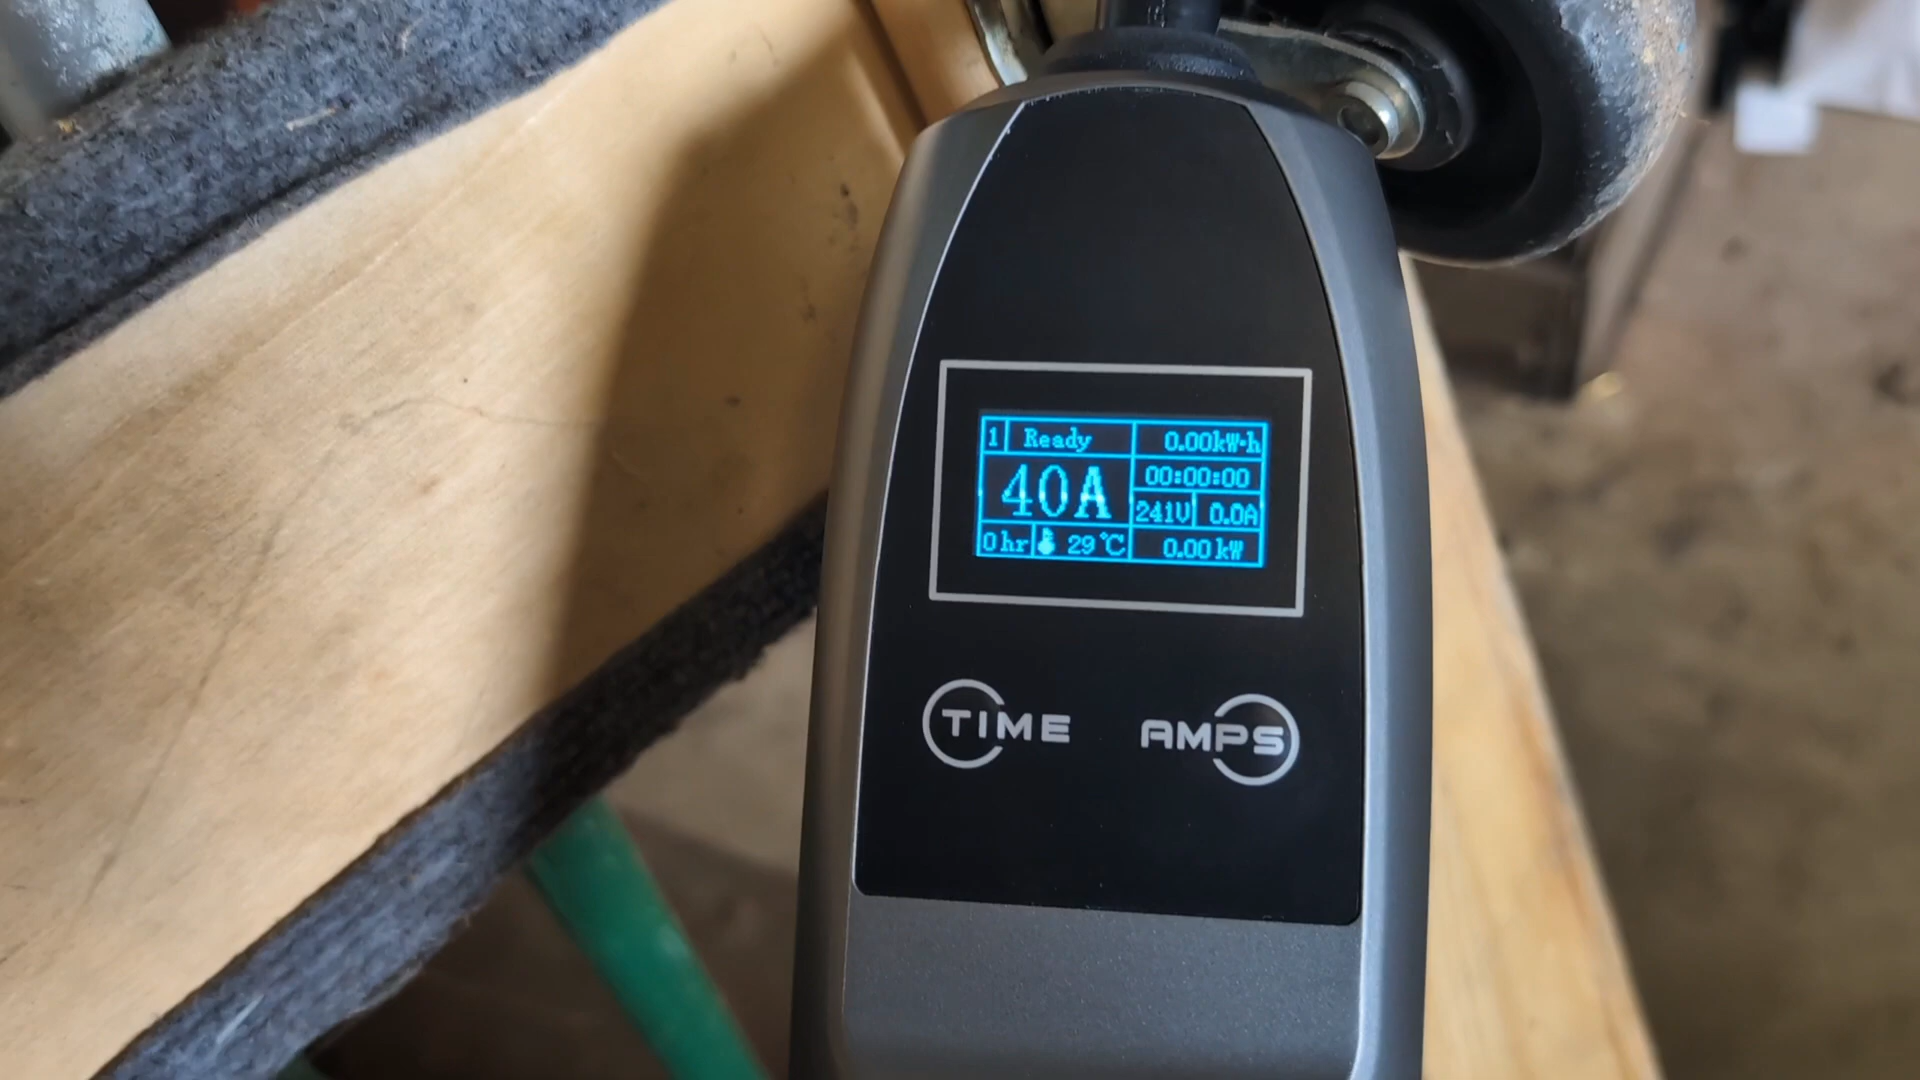 1 Ready 0.00kW·h
40A 00:00:00
241V 0.0A
0hr 29℃ 0.00kW
TIME AMPS